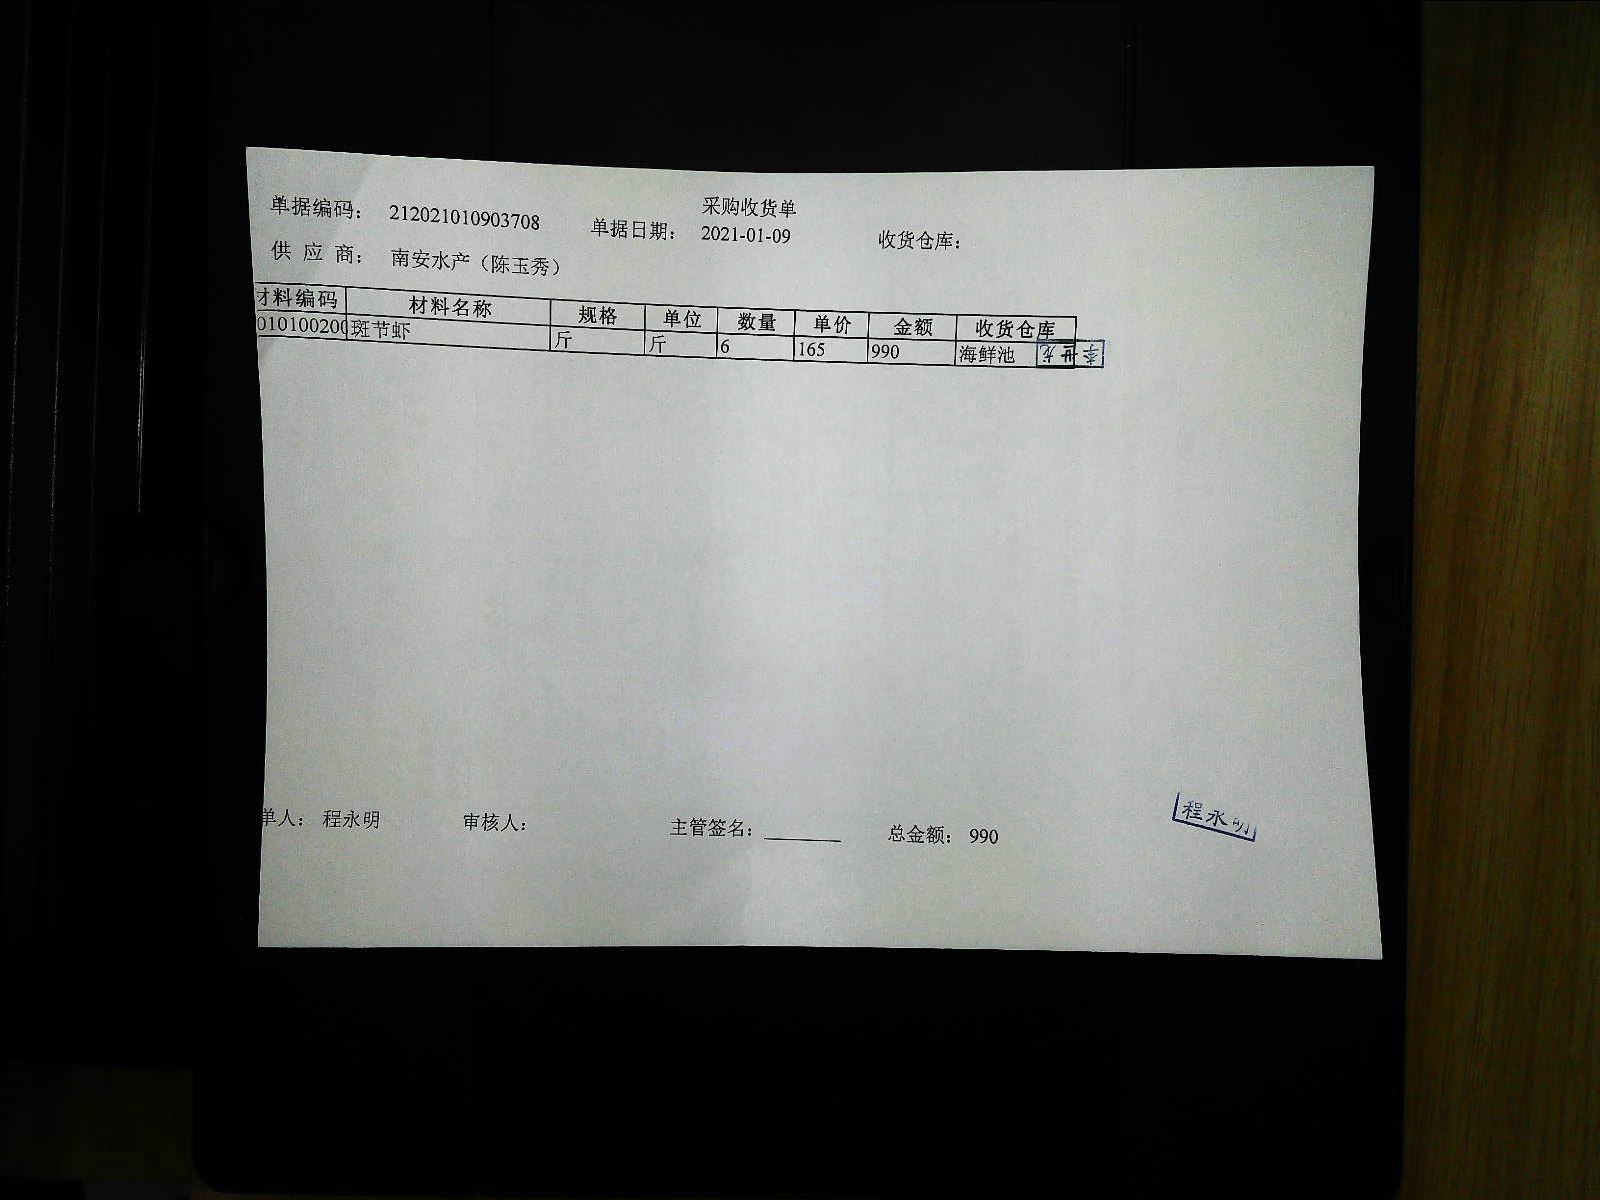 采购收货单
单据编码： 212021010903708 单据日期： 2021-01-09 收货仓库：
供 应 商： 南安水产（陈玉秀）
材料编码 材料名称 规格 单位 数量 单价 金额 收货仓库
010100200 斑节虾 斤 斤 6 165 990 海鲜池
单人： 程永明 审核人： 主管签名：________ 总金额： 990
程永明